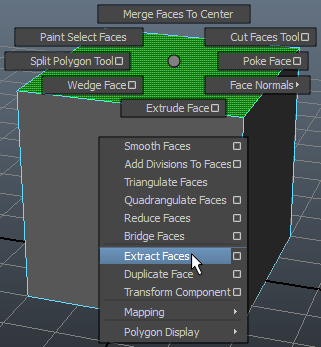 Merge Faces To Center
Paint Select Faces
Cut Faces Tool
Split Polygon Tool
Poke Face
Wedge Face
Face Normals
Extrude Face
Smooth Faces
Add Divisions To Faces
Triangulate Faces
Quadrangulate Faces
Reduce Faces
Bridge Faces
Extract Faces
Duplicate Face
Transform Component
Mapping
Polygon Display